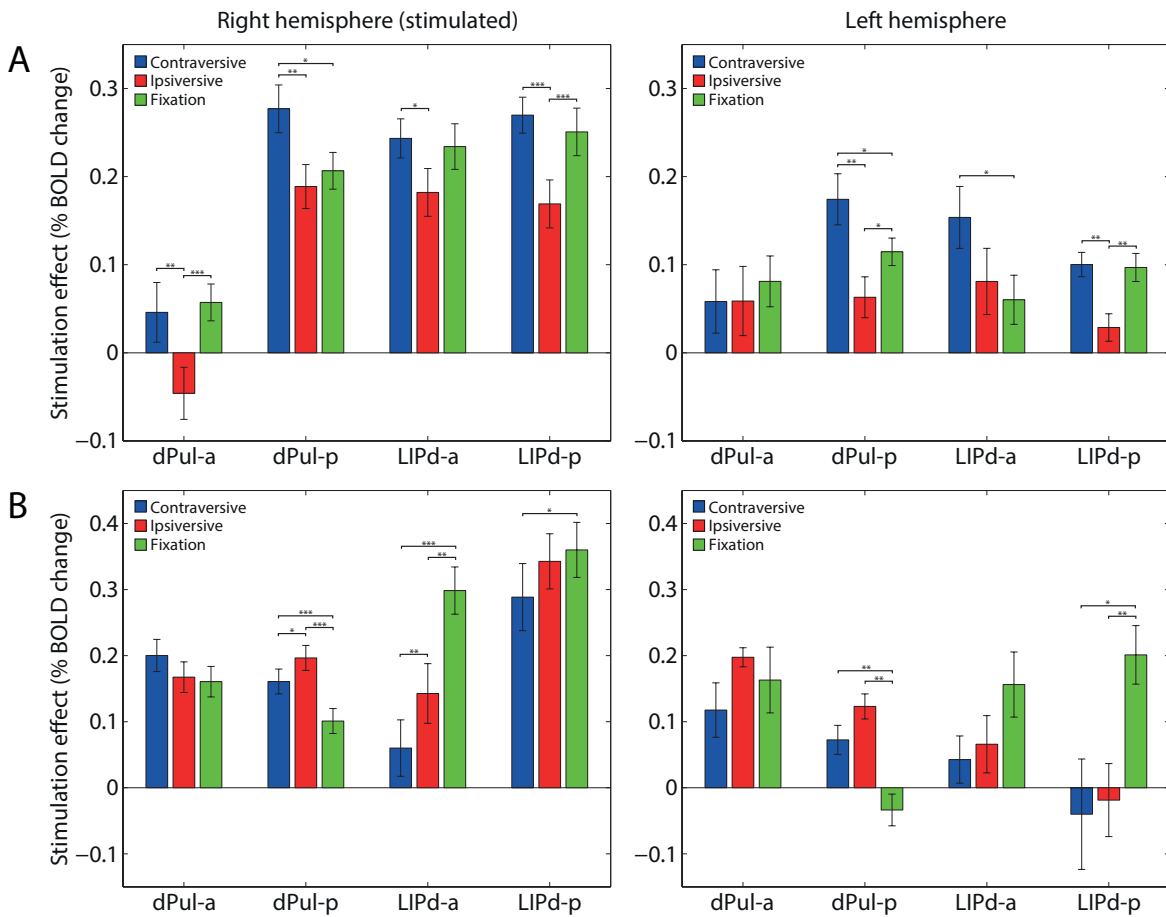 Right hemisphere (stimulated)
Left hemisphere
A
Stimulation effect (% BOLD change)
0.3
0.2
0.1
0
−0.1
Contraversive
Ipsiversive
Fixation
**
***
*
**
*
***
***
dPul-a
dPul-p
LIPd-a
LIPd-p
0.3
0.2
0.1
0
−0.1
Contraversive
Ipsiversive
Fixation
*
**
*
*
**
**
dPul-a
dPul-p
LIPd-a
LIPd-p
B
Stimulation effect (% BOLD change)
0.4
0.3
0.2
0.1
0
−0.1
Contraversive
Ipsiversive
Fixation
***
***
*
***
**
**
*
dPul-a
dPul-p
LIPd-a
LIPd-p
0.4
0.3
0.2
0.1
0
−0.1
Contraversive
Ipsiversive
Fixation
**
**
*
**
dPul-a
dPul-p
LIPd-a
LIPd-p